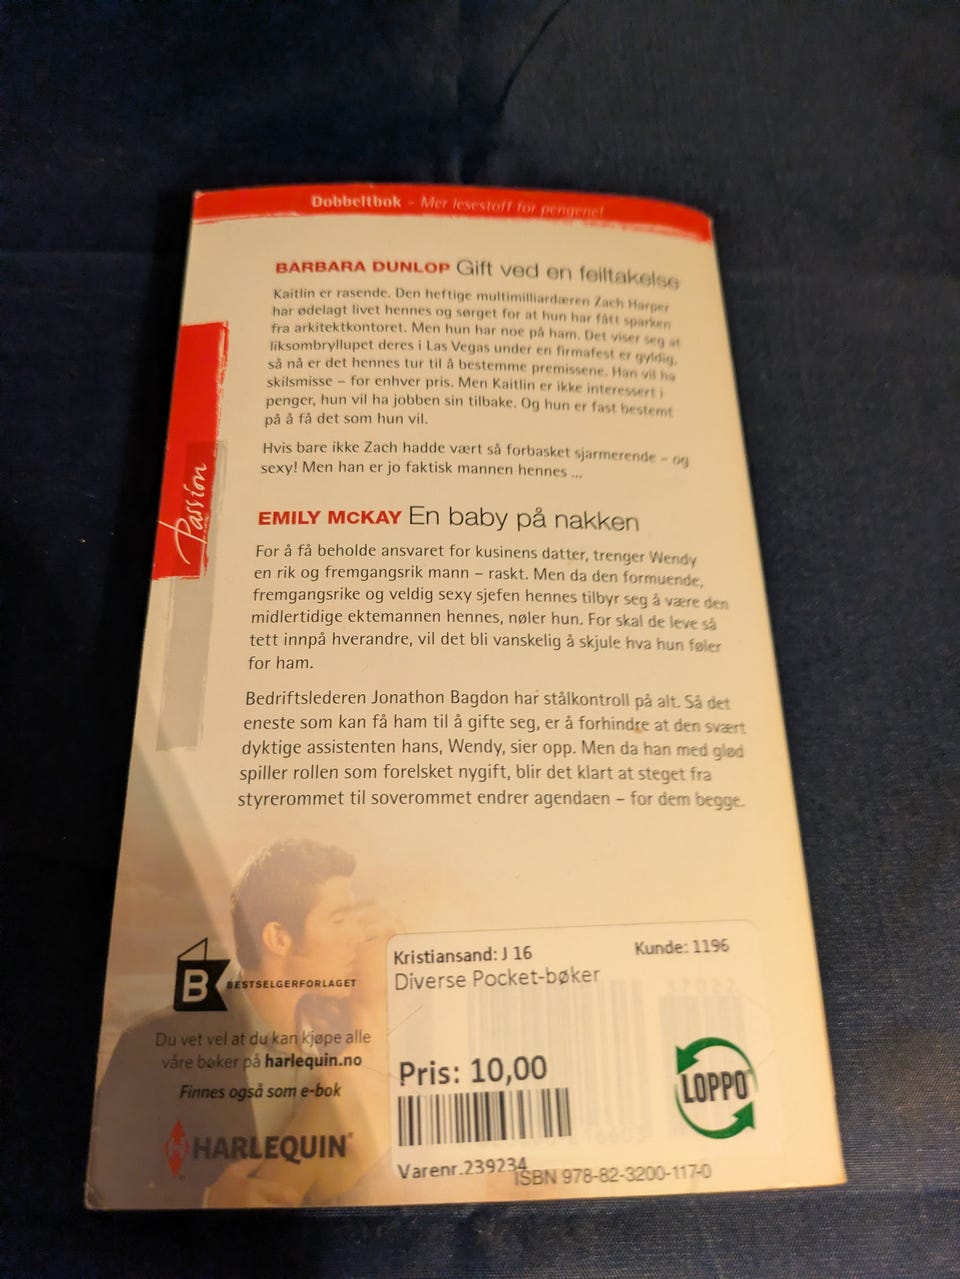 Dobbeltbok – Mer lesestoff for pengene!
BARBARA DUNLOP Gift ved en feiltakelse
Kaitlin er rasende. Den heftige multimilliardæren Zach Harper
har ødelagt livet hennes og sørget for at hun har fått sparken
fra arkitektkontoret. Men hun har noe på ham. Det viser seg at
liksombryllupet deres i Las Vegas under en firmafest er gyldig,
så nå er det hennes tur til å bestemme premissene. Han vil ha
skilsmisse – for enhver pris. Men Kaitlin er ikke interessert i
penger, hun vil ha jobben sin tilbake. Og hun er fast bestemt
på å få det som hun vil.
Hvis bare ikke Zach hadde vært så forbasket sjarmerende – og
sexy! Men han er jo faktisk mannen hennes ...
Passion
EMILY McKAY En baby på nakken
For å få beholde ansvaret for kusinens datter, trenger Wendy
en rik og fremgangsrik mann – raskt. Men da den formuende,
fremgangsrike og veldig sexy sjefen hennes tilbyr seg å være den
midlertidige ektemannen hennes, nøler hun. For skal de leve så
tett innpå hverandre, vil det bli vanskelig å skjule hva hun føler
for ham.
Bedriftslederen Jonathon Bagdon har stålkontroll på alt. Så det
eneste som kan få ham til å gifte seg, er å forhindre at den svært
dyktige assistenten hans, Wendy, sier opp. Men da han med glød
spiller rollen som forelsket nygift, blir det klart at steget fra
styrerommet til soverommet endrer agendaen – for dem begge.
B BESTSELGERFORLAGET
Du vet vel at du kan kjøpe alle
våre bøker på harlequin.no
Finnes også som e-bok
HARLEQUIN
Kristiansand: J 16 Kunde: 1196
Diverse Pocket-bøker
Pris: 10,00
LOPPO
Varenr.239234
ISBN 978-82-3200-117-0